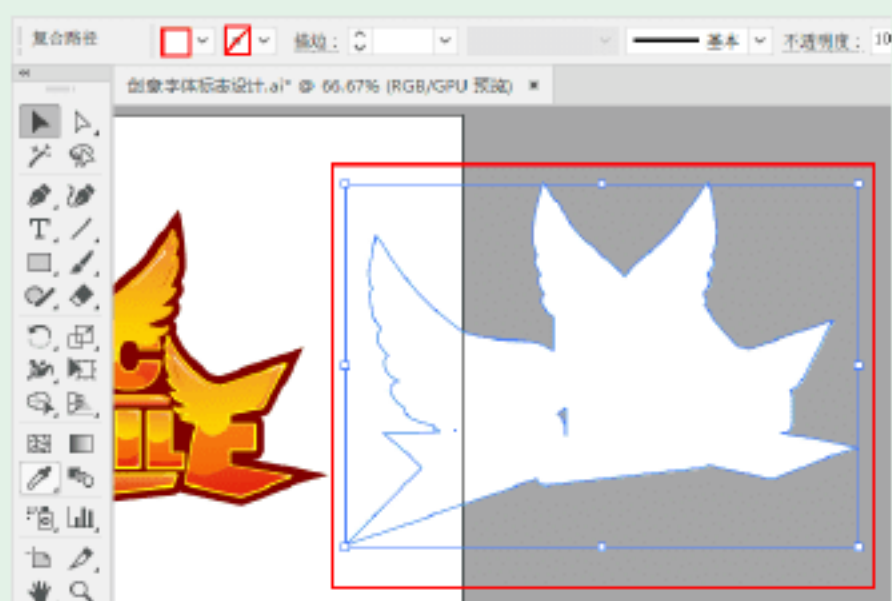 复合路径 描边： 基本 不透明度： 10
创意字体标志设计.ai* @ 66.67% (RGB/GPU 预览) ×